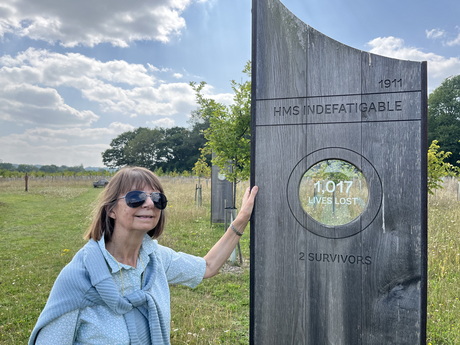 1911
HMS INDEFATIGABLE
1,017
LIVES LOST
2 SURVIVORS